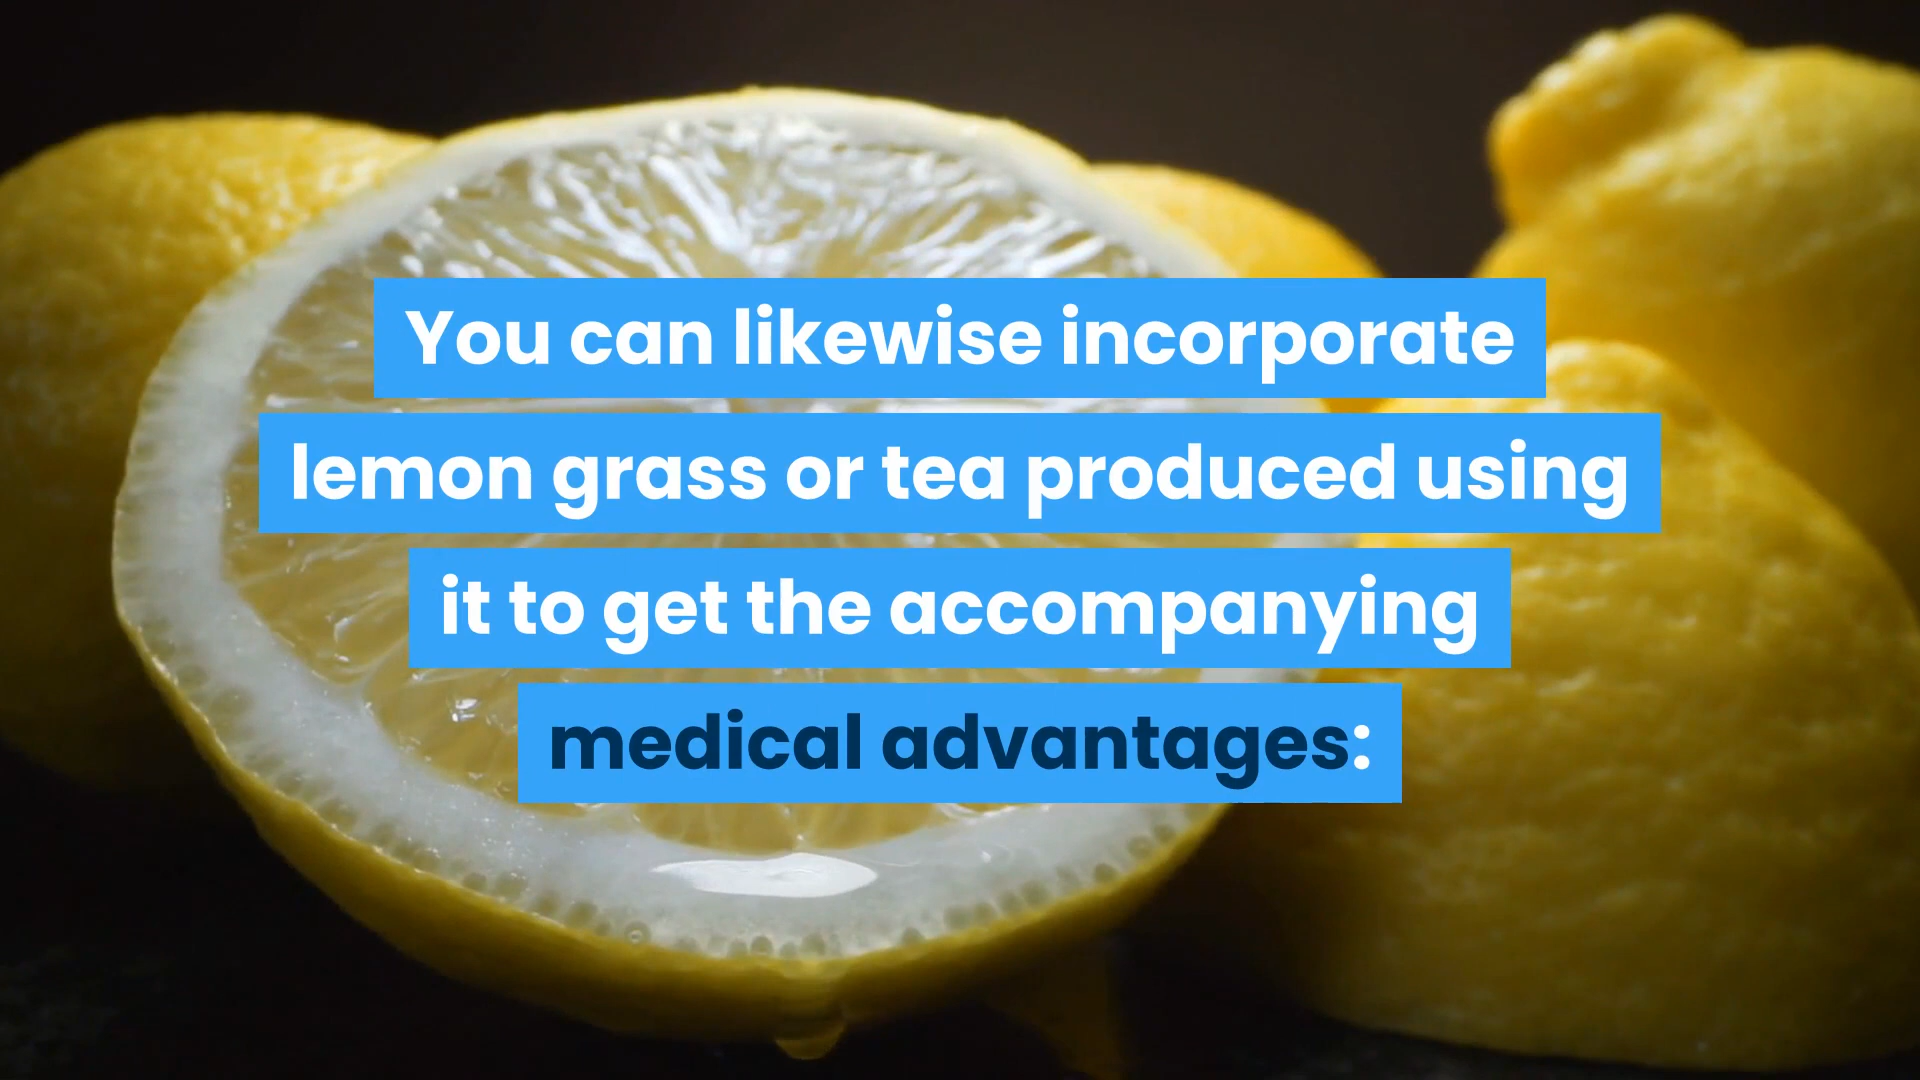 You can likewise incorporate
lemon grass or tea produced using
it to get the accompanying
medical advantages: